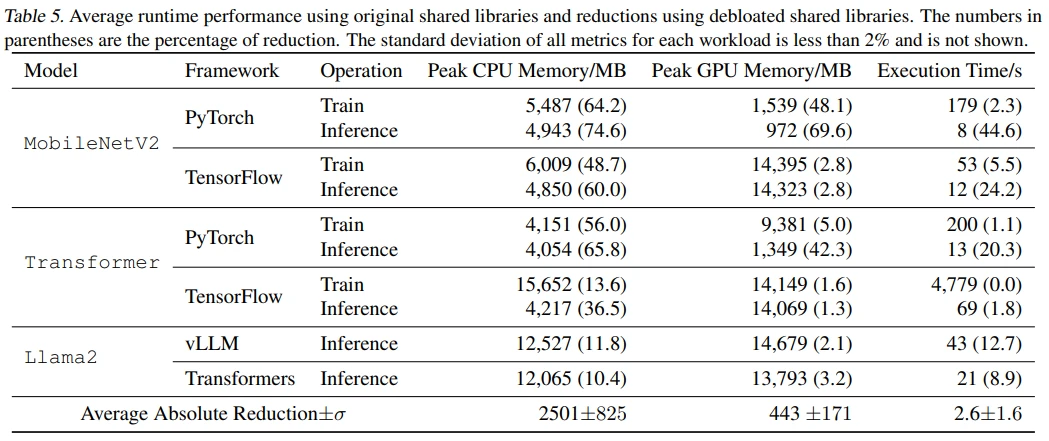 Table 5. Average runtime performance using original shared libraries and reductions using debloated shared libraries. The numbers in
parentheses are the percentage of reduction. The standard deviation of all metrics for each workload is less than 2% and is not shown.
Model Framework Operation Peak CPU Memory/MB Peak GPU Memory/MB Execution Time/s
MobileNetV2 PyTorch Train 5,487 (64.2) 1,539 (48.1) 179 (2.3)
Inference 4,943 (74.6) 972 (69.6) 8 (44.6)
TensorFlow Train 6,009 (48.7) 14,395 (2.8) 53 (5.5)
Inference 4,850 (60.0) 14,323 (2.8) 12 (24.2)
Transformer PyTorch Train 4,151 (56.0) 9,381 (5.0) 200 (1.1)
Inference 4,054 (65.8) 1,349 (42.3) 13 (20.3)
TensorFlow Train 15,652 (13.6) 14,149 (1.6) 4,779 (0.0)
Inference 4,217 (36.5) 14,069 (1.3) 69 (1.8)
Llama2 vLLM Inference 12,527 (11.8) 14,679 (2.1) 43 (12.7)
Transformers Inference 12,065 (10.4) 13,793 (3.2) 21 (8.9)
Average Absolute Reduction±σ 2501±825 443 ±171 2.6±1.6